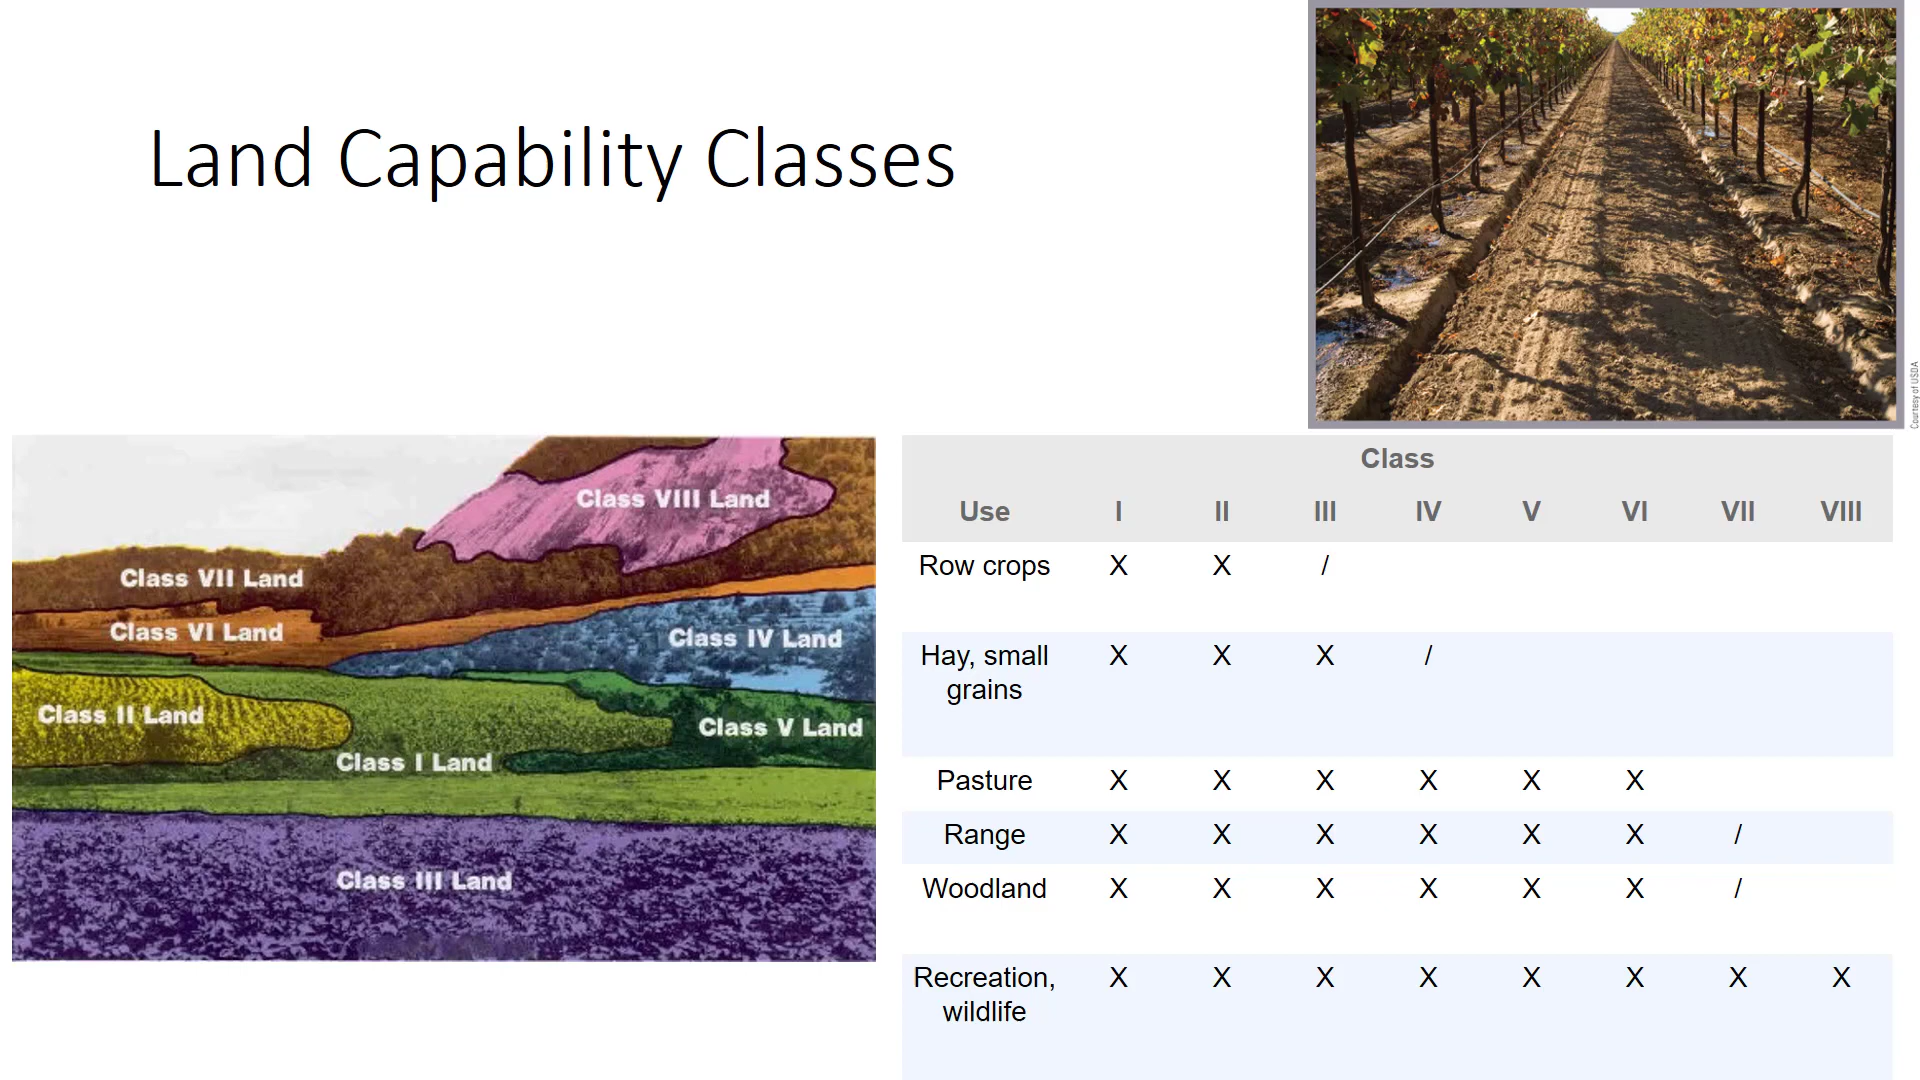 Land Capability Classes
Courtesy of USDA
Class VIII Land
Class VII Land
Class VI Land
Class IV Land
Class II Land
Class V Land
Class I Land
Class III Land
Class
Use I II III IV V VI VII VIII
Row crops X X /
Hay, small X X X /
grains
Pasture X X X X X X
Range X X X X X X /
Woodland X X X X X X /
Recreation, X X X X X X X X
wildlife